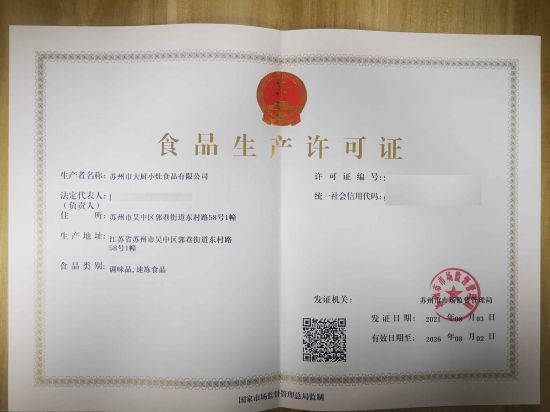 食品生产许可证
生产者名称: 苏州市大厨小灶食品有限公司
法定代表人:
(负责人)
住所: 苏州市吴中区郭巷街道东村路58号1幢
生产地址: 江苏省苏州市吴中区郭巷街道东村路
58号1幢
食品类别: 调味品,速冻食品
许可证编号:
统一社会信用代码:
发证机关: 苏州市市场监督管理局
发证日期: 2021年08月03日
有效日期至: 2026年08月02日
国家市场监督管理总局监制